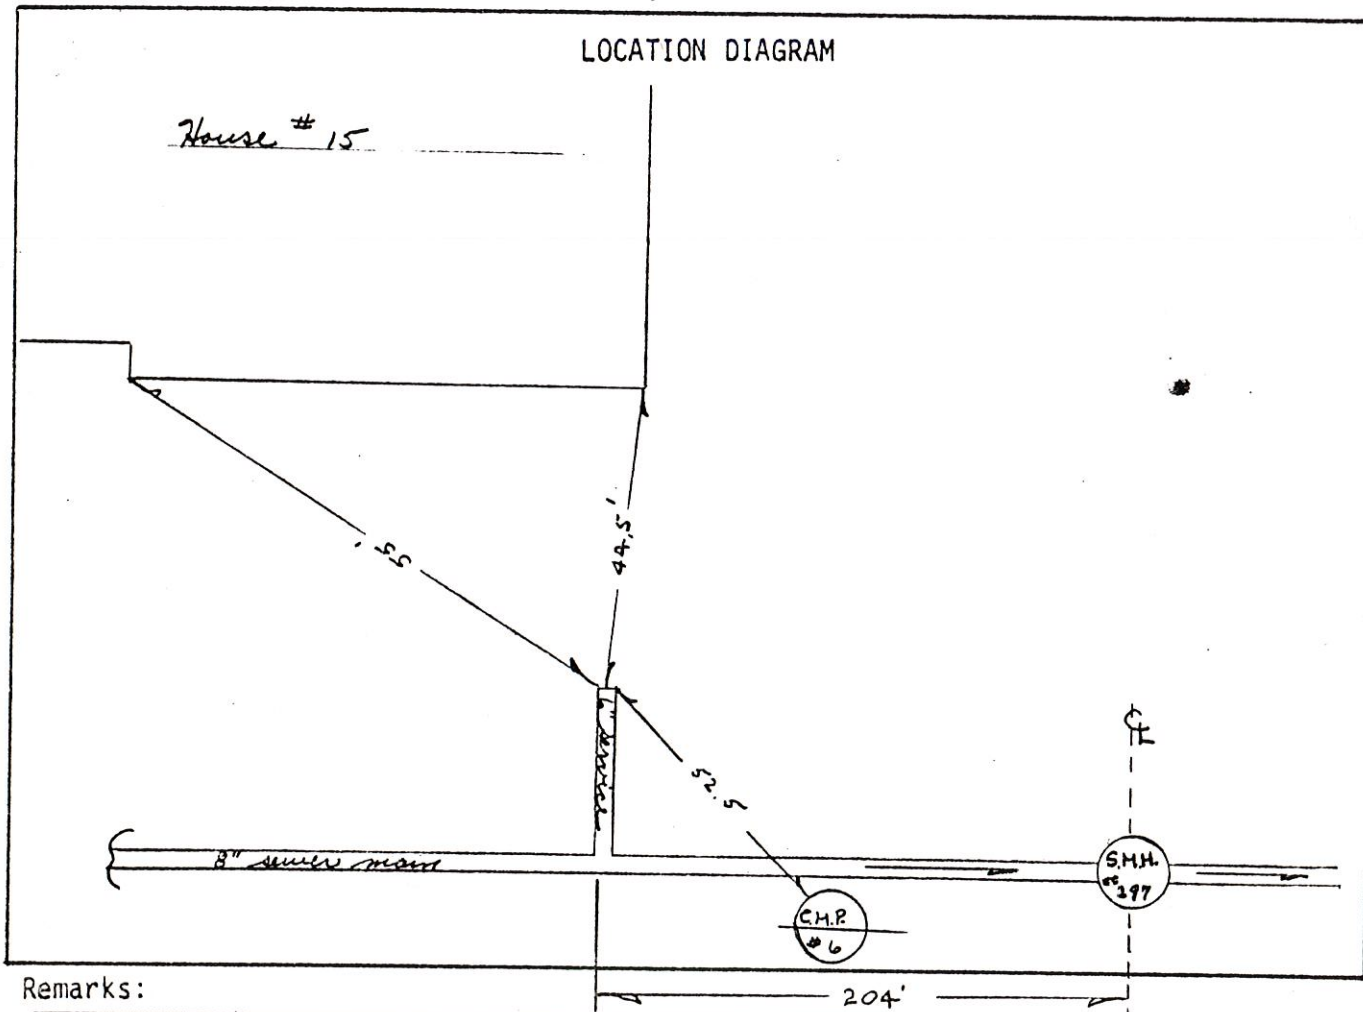 LOCATION DIAGRAM
House # 15
55'
44.5'
6" service
52.5
℄
8" sewer main
S.M.H.
# 297
C.M.P.
# 6
Remarks:
204'